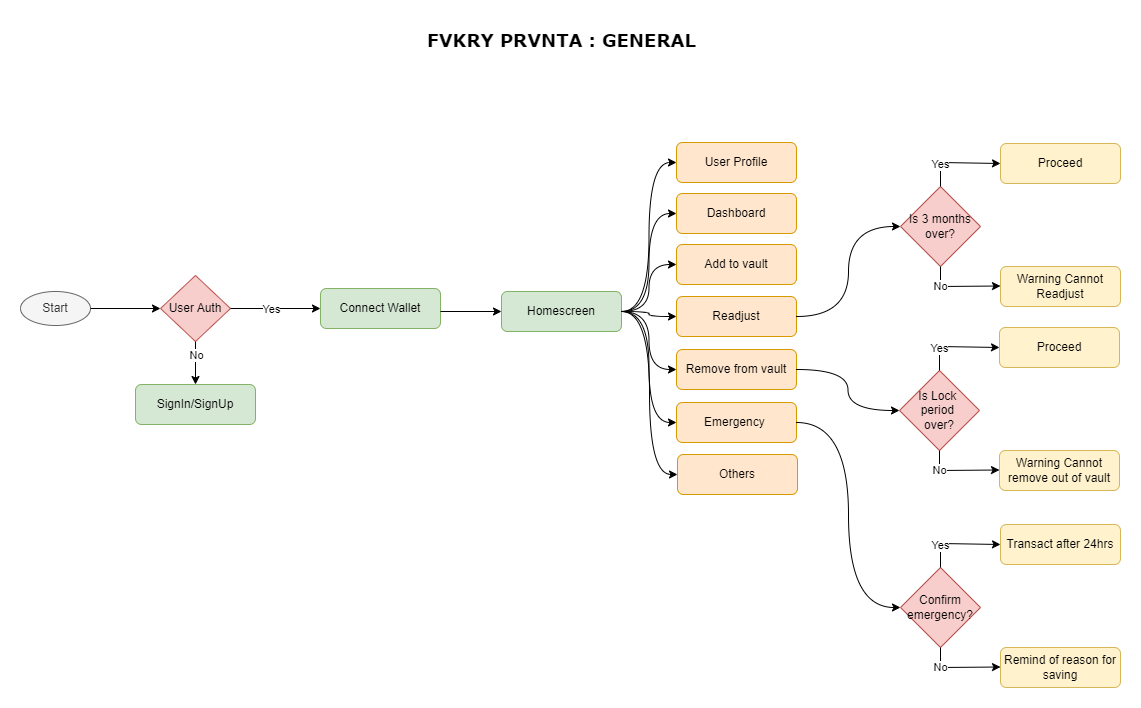 FVKRY PRVNTA : GENERAL
Start
User Auth
Yes
No
SignIn/SignUp
Connect Wallet
Homescreen
User Profile
Dashboard
Add to vault
Readjust
Remove from vault
Emergency
Others
Is 3 months
over?
Yes
Proceed
No
Warning Cannot
Readjust
Is Lock
period
over?
Yes
Proceed
No
Warning Cannot
remove out of vault
Confirm
emergency?
Yes
Transact after 24hrs
No
Remind of reason for
saving